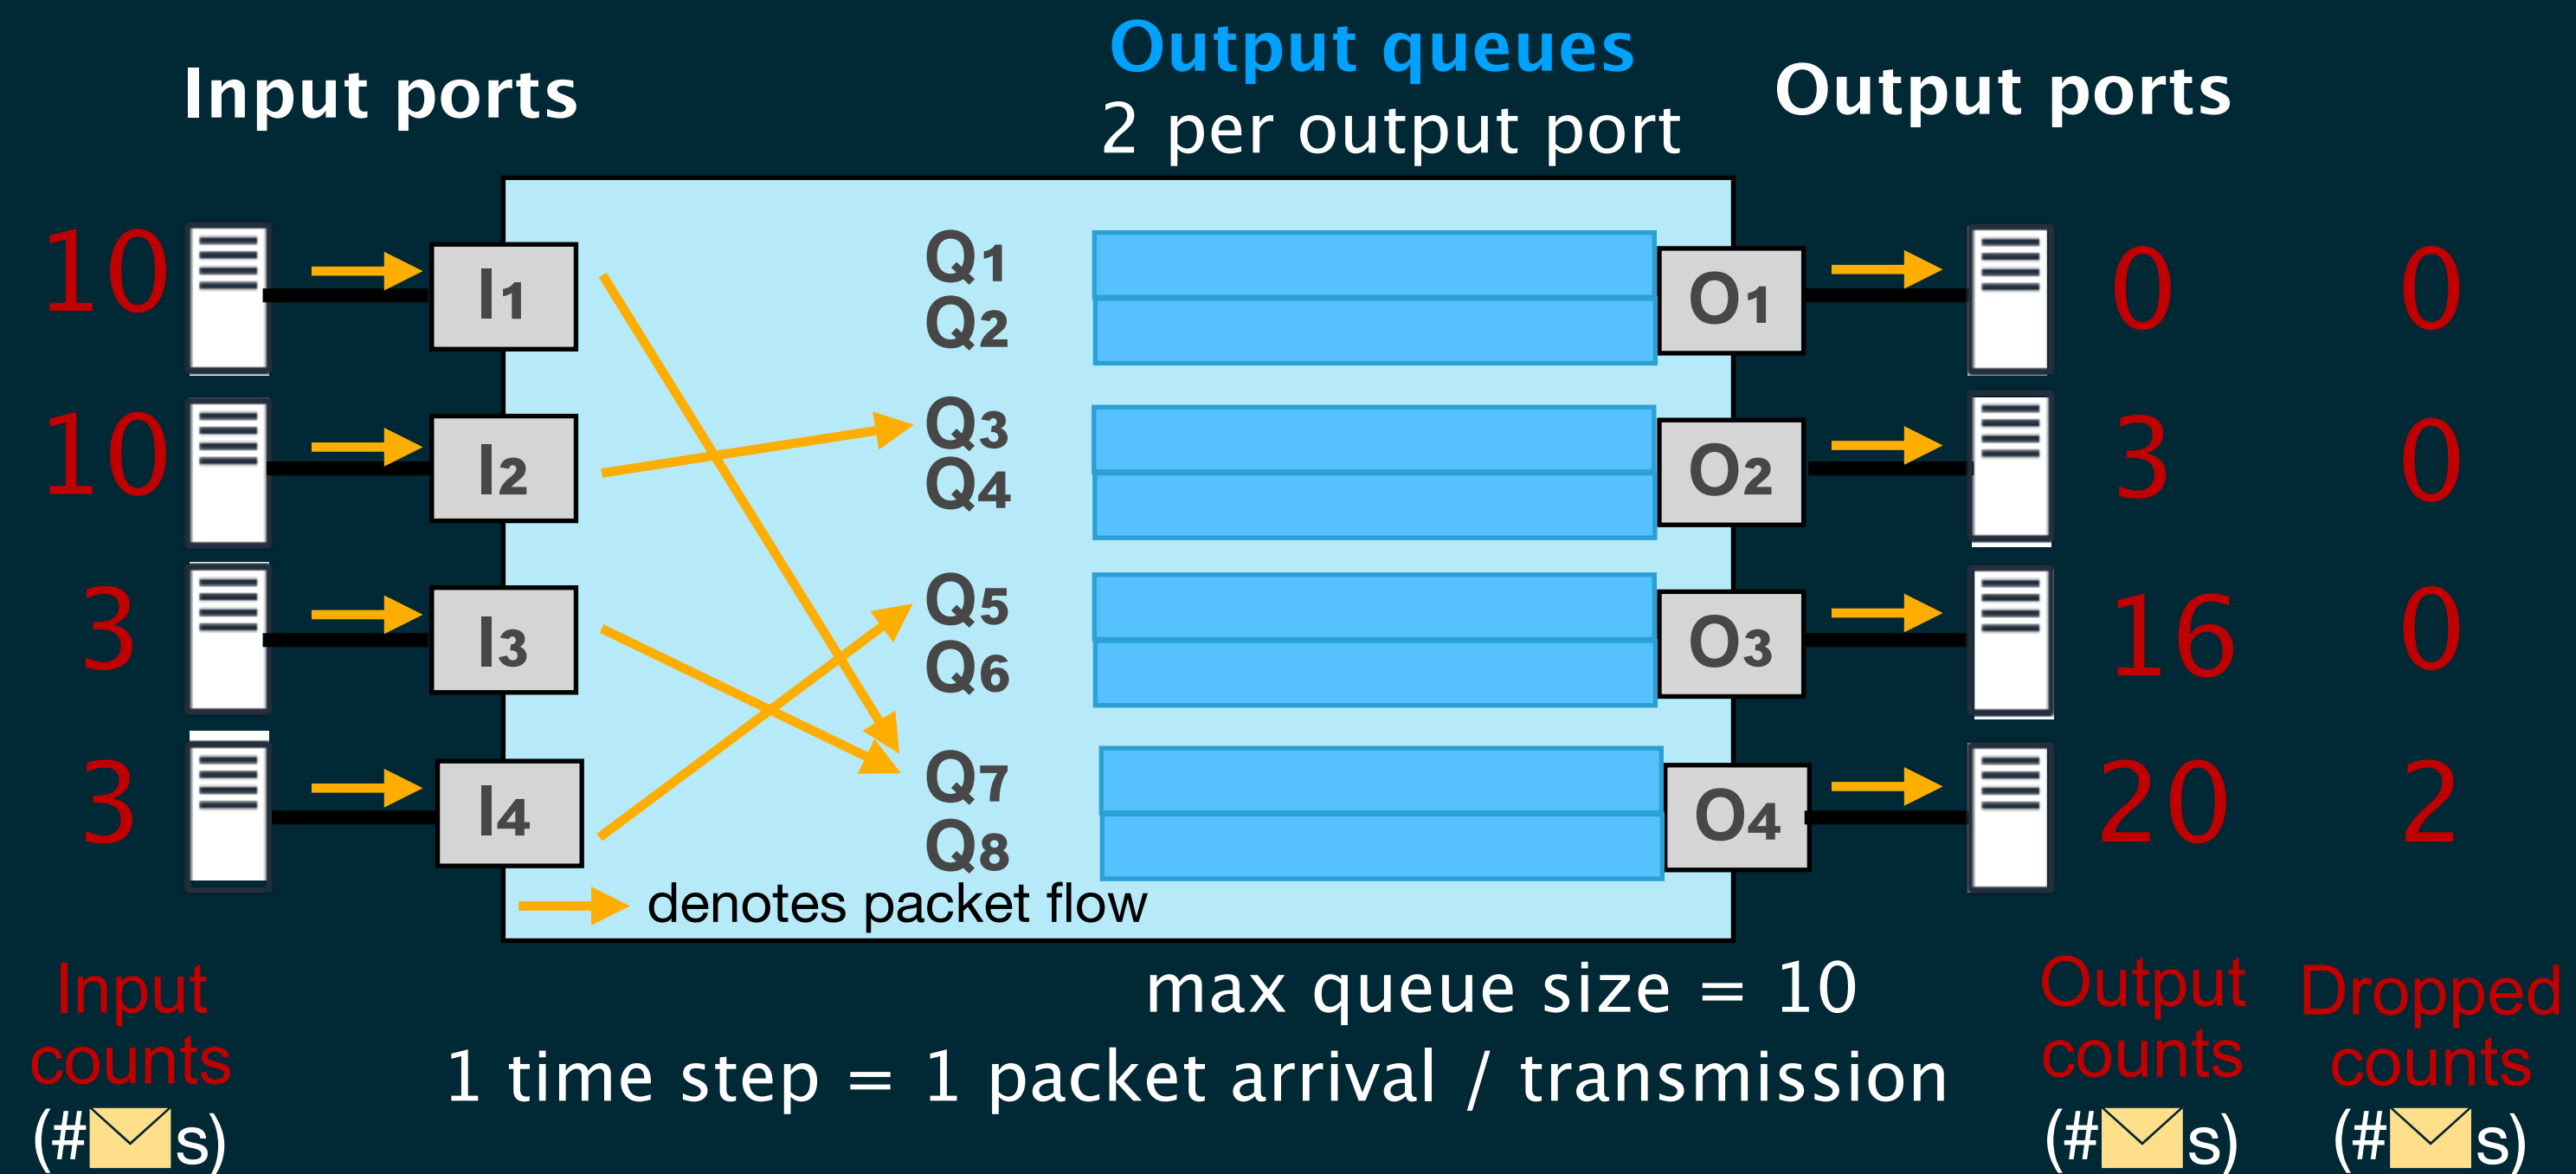 Output queues
Input ports
2 per output port
Output ports
10
I1
Q1
Q2
O1
0
0
10
I2
Q3
Q4
O2
3
0
3
I3
Q5
Q6
O3
16
0
3
I4
Q7
Q8
O4
20
2
denotes packet flow
Input
counts
(#s)
max queue size = 10
1 time step = 1 packet arrival / transmission
Output
counts
(#s)
Dropped
counts
(#s)